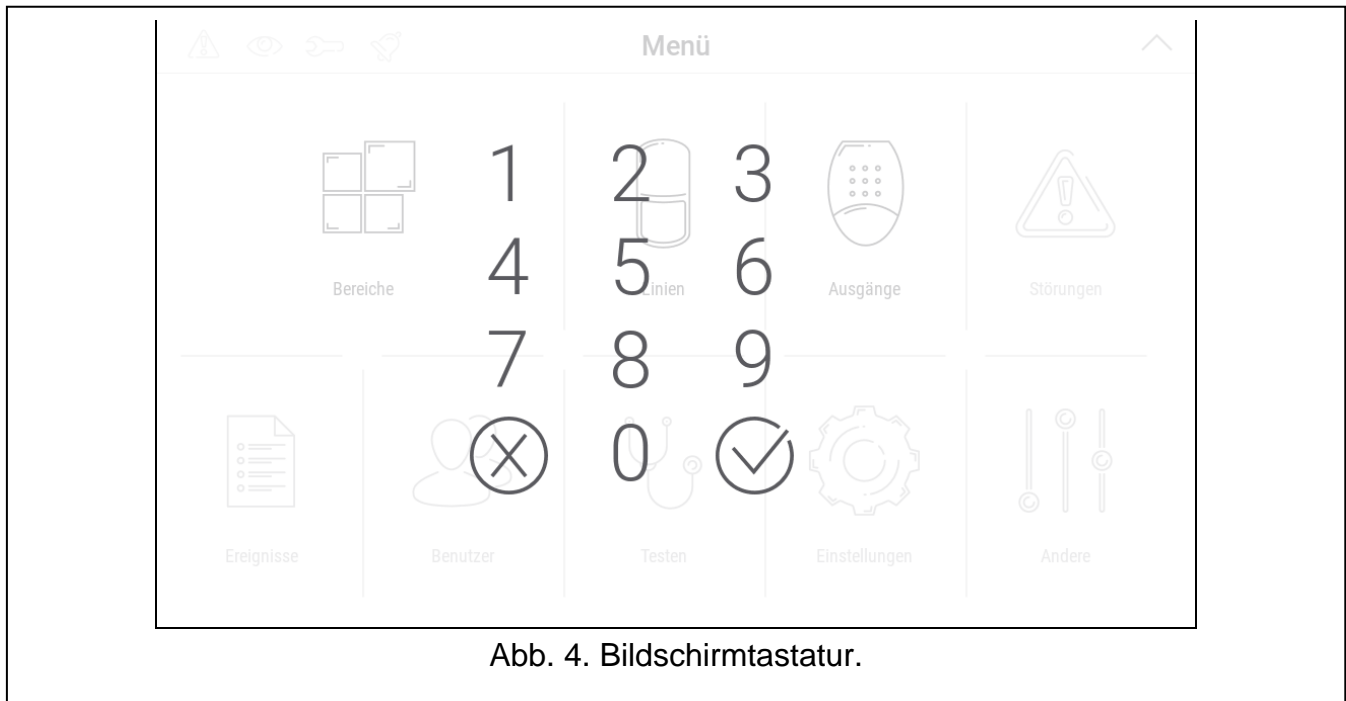 Menü
1 2 3
4 5 6
Bereiche Linien Ausgänge Störungen
7 8 9
0
Ereignisse Benutzer Testen Einstellungen Andere
Abb. 4. Bildschirmtastatur.